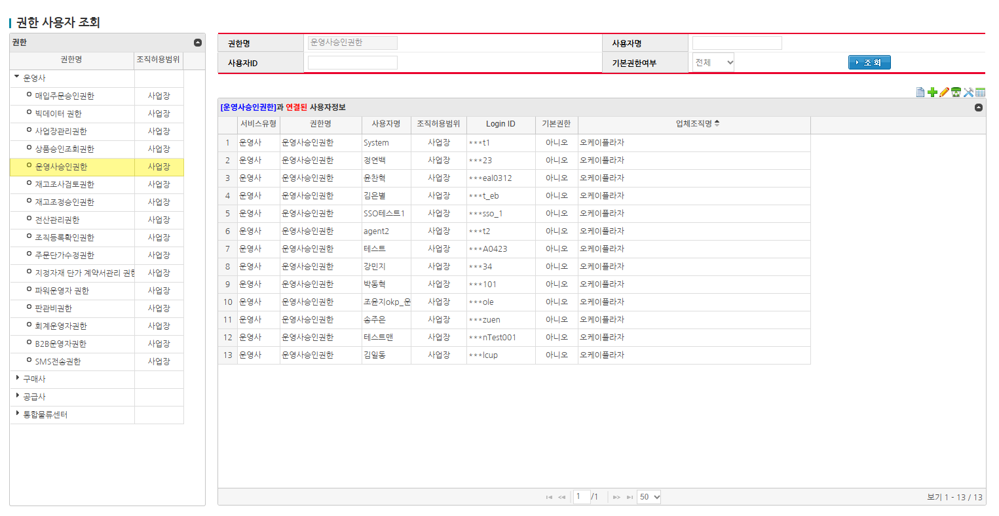 권한 사용자 조회
권한
권한명 조직허용범위
운영사
매입주문승인권한 사업장
빅데이터 권한 사업장
사업장관리권한 사업장
상품승인조회권한 사업장
운영사승인권한 사업장
재고조사검토권한 사업장
재고조정승인권한 사업장
전산관리권한 사업장
조직등록확인권한 사업장
주문단가수정권한 사업장
지정자재 단가 계약서관리 권한 사업장
파워운영자 권한 사업장
판관비권한 사업장
회계운영자권한 사업장
B2B운영자권한 사업장
SMS전송권한 사업장
구매사
공급사
통합물류센터
권한명 운영사승인권한 사용자명
사용자ID 기본권한여부 전체 조회
[운영사승인권한]과 연결된 사용자정보
서비스유형 권한명 사용자명 조직허용범위 Login ID 기본권한 업체조직명
1 운영사 운영사승인권한 System 사업장 ***t1 아니오 오케이플라자
2 운영사 운영사승인권한 정연백 사업장 ***23 아니오 오케이플라자
3 운영사 운영사승인권한 윤찬혁 사업장 ***eal0312 아니오 오케이플라자
4 운영사 운영사승인권한 김은별 사업장 ***t_eb 아니오 오케이플라자
5 운영사 운영사승인권한 SSO테스트1 사업장 ***sso_1 아니오 오케이플라자
6 운영사 운영사승인권한 agent2 사업장 ***t2 아니오 오케이플라자
7 운영사 운영사승인권한 테스트 사업장 ***A0423 아니오 오케이플라자
8 운영사 운영사승인권한 강민지 사업장 ***34 아니오 오케이플라자
9 운영사 운영사승인권한 박동혁 사업장 ***101 아니오 오케이플라자
10 운영사 운영사승인권한 조윤지okp_운 사업장 ***ole 아니오 오케이플라자
11 운영사 운영사승인권한 송주은 사업장 ***zuen 아니오 오케이플라자
12 운영사 운영사승인권한 테스트맨 사업장 ***nTest001 아니오 오케이플라자
13 운영사 운영사승인권한 김일동 사업장 ***lcup 아니오 오케이플라자
1 /1 50 보기 1 - 13 / 13